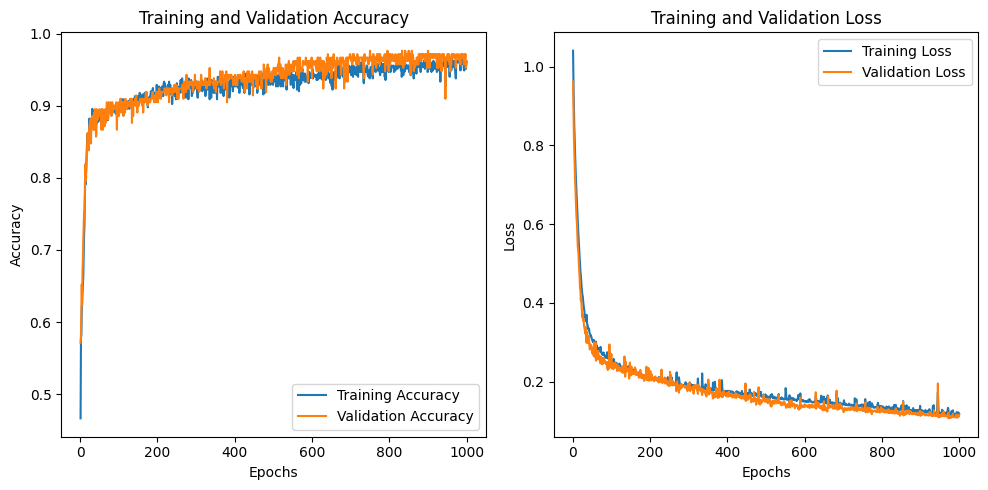 Training and Validation Accuracy
1.0
0.9
0.8
0.7
0.6
0.5
Accuracy
0
200
400
600
800
1000
Epochs
Training Accuracy
Validation Accuracy
Training and Validation Loss
1.0
0.8
0.6
0.4
0.2
Loss
0
200
400
600
800
1000
Epochs
Training Loss
Validation Loss